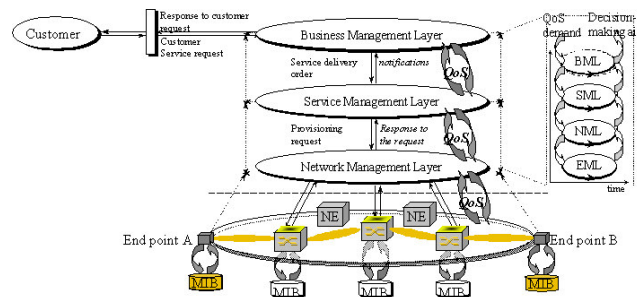 Customer
Response to customer
request
Customer
Service request
Business Management Layer
Service delivery
order
notifications
QoS
Service Management Layer
Provisioning
request
Response to
the request
QoS
Network Management Layer
QoS
QoS
demand
Decision-
making
BML
SML
NML
EML
time
NE
NE
End point A
End point B
MIB
MIB
MIB
MIB
MIB